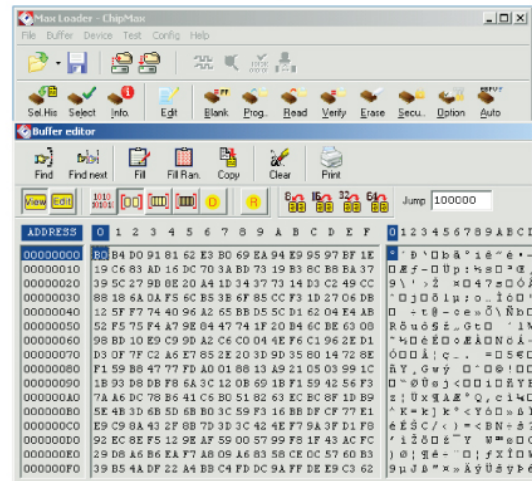 Max Loader - ChipMax
File Buffer Device Test Config Help
Sel.His Select Info. Edit Blank Prog.. Read Verify Erase Secu.. Option Auto
Buffer editor
Find Find next Fill Fill Ran. Copy Clear Print
View Edit D R 8 16 32 64 Jump 100000
ADDRESS 0 1 2 3 4 5 6 7 8 9 A B C D E F 0 1 2 3 4 5 6 7 8 9 A B C D
00000000 B0 B4 D0 91 81 62 E3 B0 69 EA 94 E9 95 97 BF 1E
00000010 19 C6 83 AD 16 DC 70 3A BD 73 19 B3 8C B8 BA 37
00000020 39 5C 27 9B 8E 20 A4 1D 34 37 73 14 D3 C2 49 CC
00000030 88 18 6A 0A F5 6C B5 3B 6F 85 CC F3 1D 27 06 DB
00000040 12 5F F7 74 40 96 A2 65 BB D5 5C D1 62 04 E4 AB
00000050 52 F5 75 F4 A7 9E 84 47 74 1F 20 B4 6C BE 63 08
00000060 98 BD 10 E9 C9 9D A2 C6 C0 04 4E F6 C1 96 2E D1
00000070 D3 0F 7F C2 A6 E7 85 2E 20 3D 9D 35 80 14 72 8E
00000080 F1 59 B8 47 77 FD A0 01 88 13 A9 21 05 03 99 1C
00000090 1B 93 D8 DB F8 6A 3C 12 0B 69 1B F1 59 42 56 F3
000000A0 7A A6 DC 78 B6 41 C6 B0 51 82 63 EC BC 8F 1D B9
000000B0 5E 4B 3D 6B 5D 6B B0 3C 59 F3 16 BB DF CF 77 E1
000000C0 E9 C9 8A 43 2F 8B 7D 3D 3C 42 4E F7 9A 3F D1 F8
000000D0 92 EC 8E F5 12 9E AF 59 00 57 99 F8 1F 43 AC FC
000000E0 29 D8 A6 B6 EA F7 A8 09 A6 83 58 CE 0C 57 60 B3
000000F0 39 B5 4A DF 22 A4 BB C4 FD DC 9A FF DE E9 C3 62